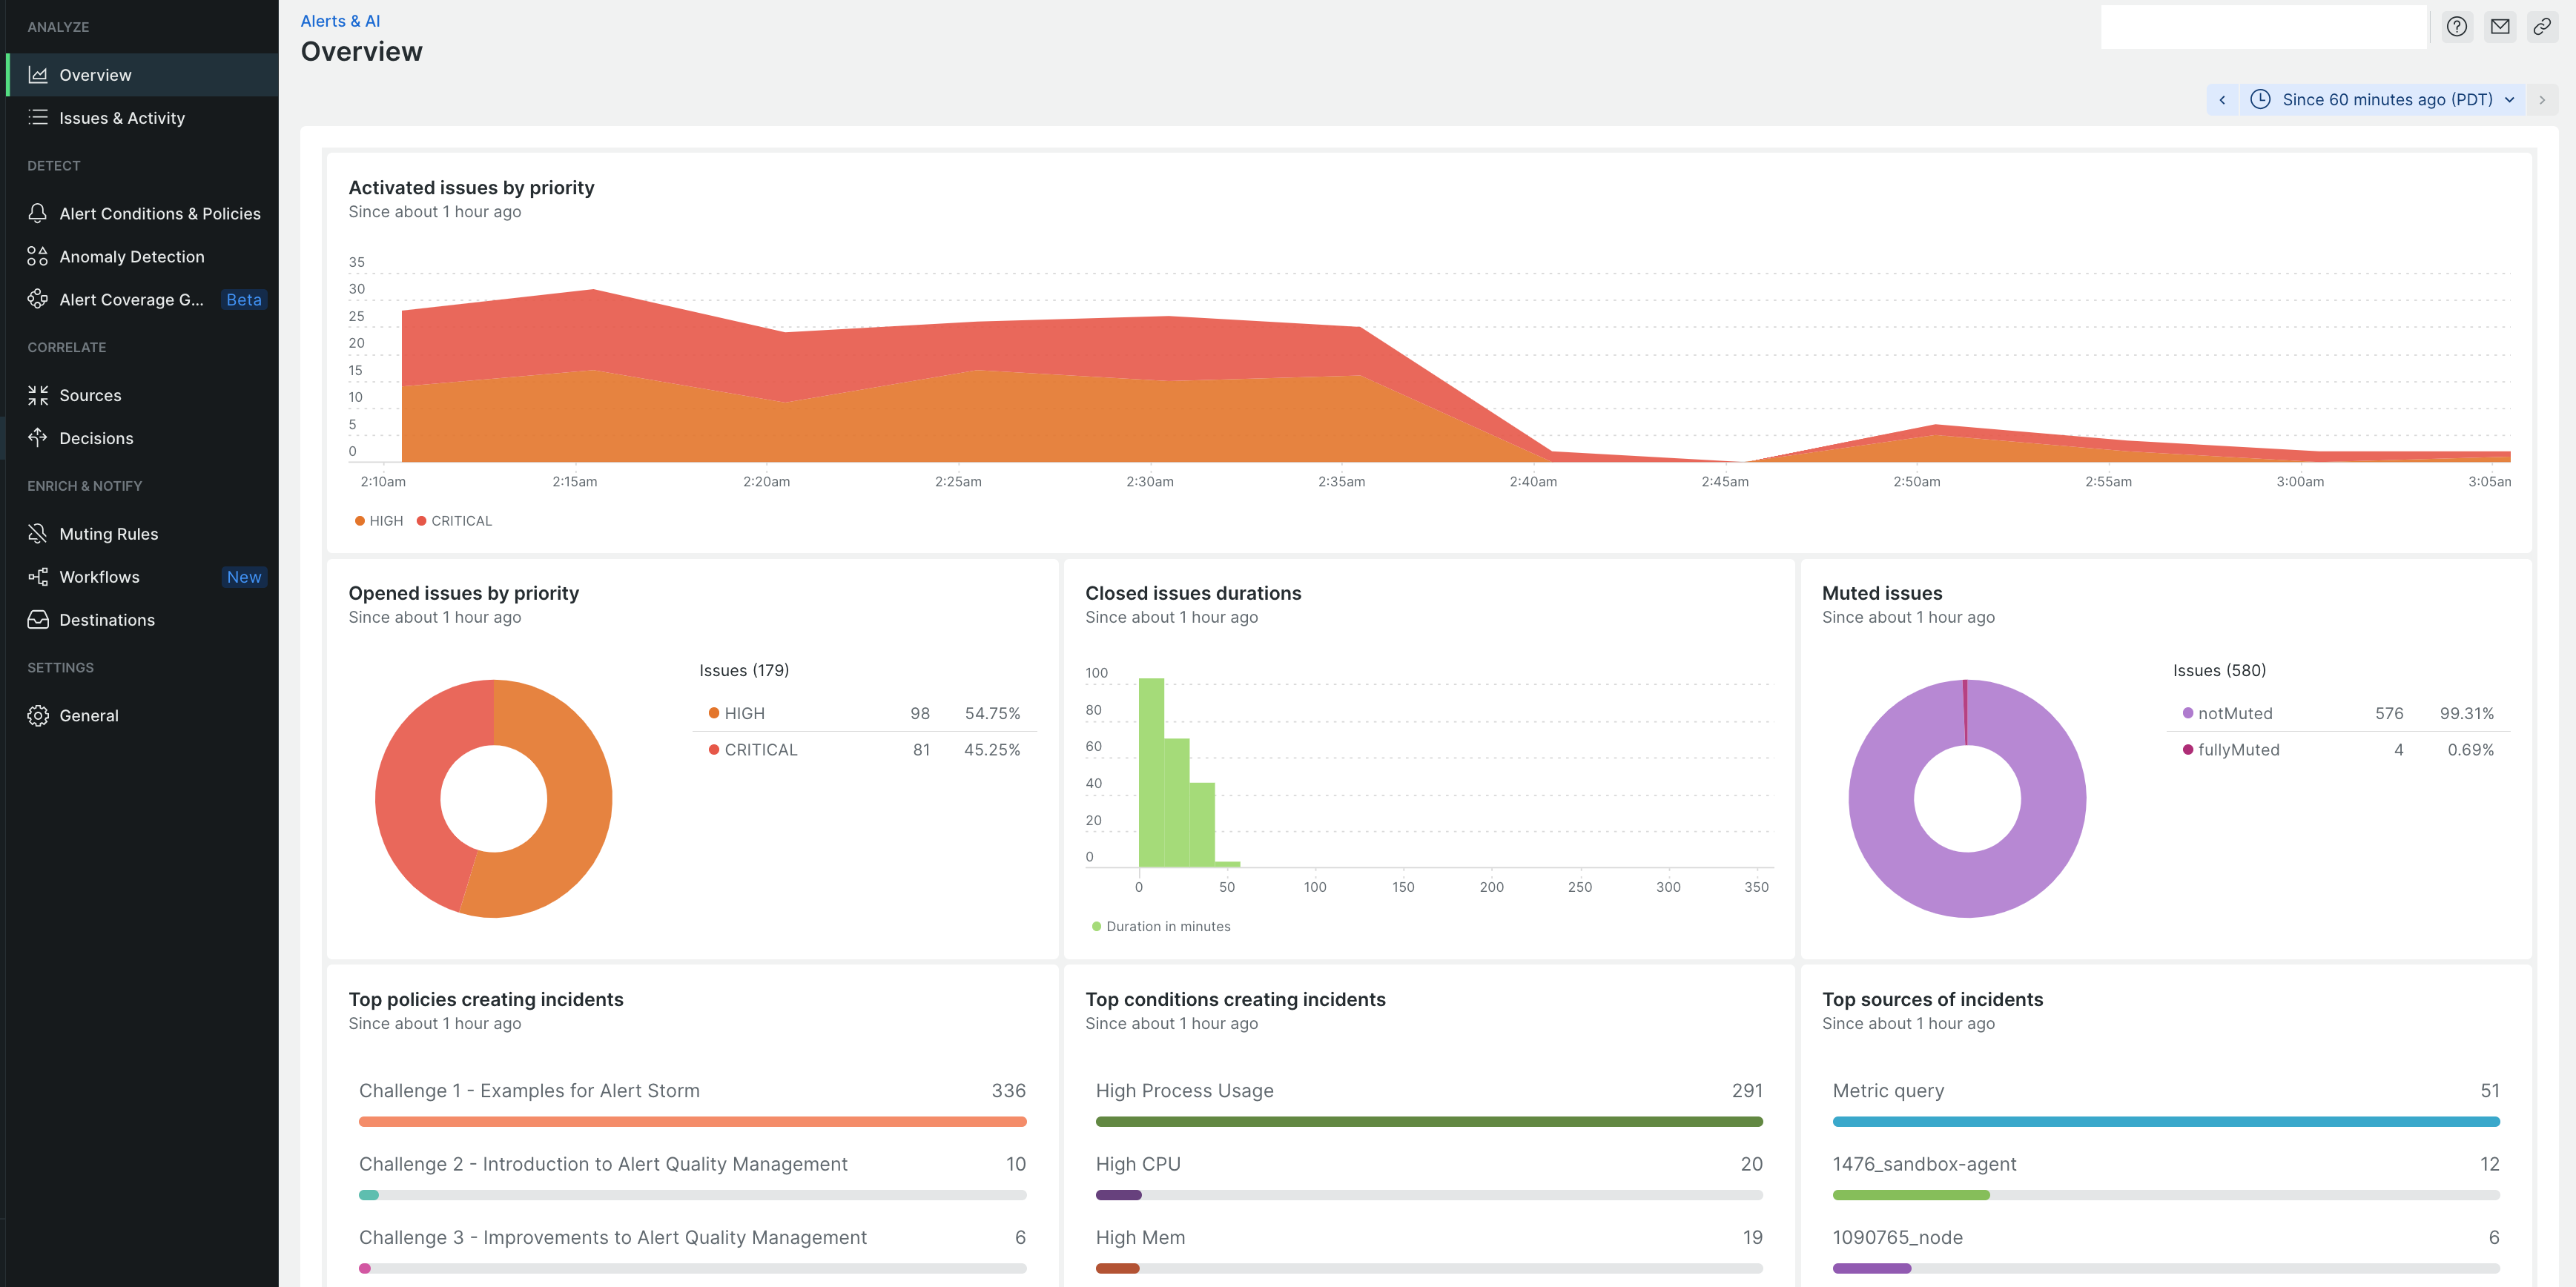 ANALYZE
Overview
Issues & Activity
DETECT
Alert Conditions & Policies
Anomaly Detection
Alert Coverage G... Beta
CORRELATE
Sources
Decisions
ENRICH & NOTIFY
Muting Rules
Workflows New
Destinations
SETTINGS
General
Alerts & AI
Overview
Since 60 minutes ago (PDT)
Activated issues by priority
Since about 1 hour ago
35
30
25
20
15
10
5
0
2:10am 2:15am 2:20am 2:25am 2:30am 2:35am 2:40am 2:45am 2:50am 2:55am 3:00am 3:05an
HIGH CRITICAL
Opened issues by priority
Since about 1 hour ago
Issues (179)
HIGH 98 54.75%
CRITICAL 81 45.25%
Closed issues durations
Since about 1 hour ago
100
80
60
40
20
0
0 50 100 150 200 250 300 350
Duration in minutes
Muted issues
Since about 1 hour ago
Issues (580)
notMuted 576 99.31%
fullyMuted 4 0.69%
Top policies creating incidents
Since about 1 hour ago
Challenge 1 - Examples for Alert Storm 336
Challenge 2 - Introduction to Alert Quality Management 10
Challenge 3 - Improvements to Alert Quality Management 6
Top conditions creating incidents
Since about 1 hour ago
High Process Usage 291
High CPU 20
High Mem 19
Top sources of incidents
Since about 1 hour ago
Metric query 51
1476_sandbox-agent 12
1090765_node 6